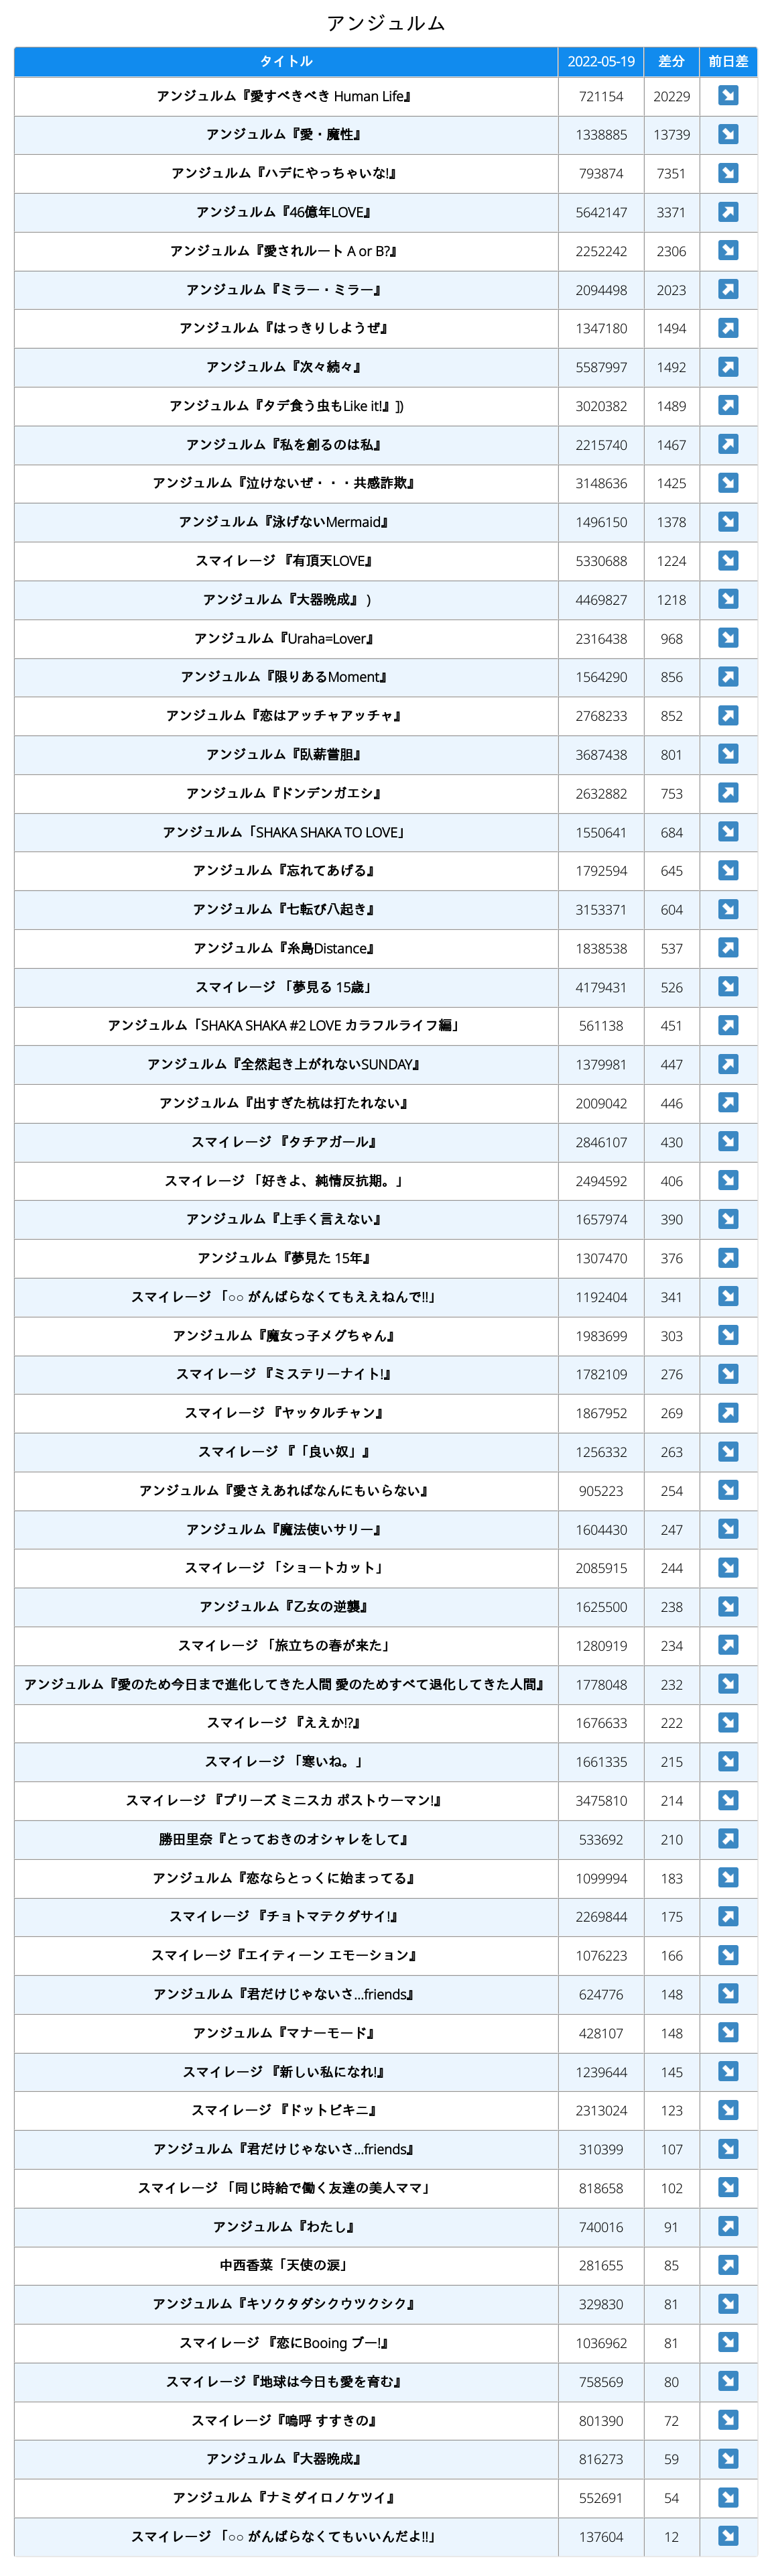 アンジュルム
タイトル 2022-05-19 差分 前日差
アンジュルム『愛すべきべき Human Life』 721154 20229 ↘
アンジュルム『愛・魔性』 1338885 13739 ↘
アンジュルム『ハデにやっちゃいな!』 793874 7351 ↘
アンジュルム『46億年LOVE』 5642147 3371 ↗
アンジュルム『愛されルート A or B?』 2252242 2306 ↘
アンジュルム『ミラー・ミラー』 2094498 2023 ↗
アンジュルム『はっきりしようぜ』 1347180 1494 ↗
アンジュルム『次々続々』 5587997 1492 ↗
アンジュルム『タデ食う虫もLike it!』]) 3020382 1489 ↗
アンジュルム『私を創るのは私』 2215740 1467 ↗
アンジュルム『泣けないぜ・・・共感詐欺』 3148636 1425 ↘
アンジュルム『泳げないMermaid』 1496150 1378 ↘
スマイレージ 『有頂天LOVE』 5330688 1224 ↘
アンジュルム『大器晩成』 ) 4469827 1218 ↘
アンジュルム『Uraha=Lover』 2316438 968 ↘
アンジュルム『限りあるMoment』 1564290 856 ↗
アンジュルム『恋はアッチャアッチャ』 2768233 852 ↗
アンジュルム『臥薪嘗胆』 3687438 801 ↘
アンジュルム『ドンデンガエシ』 2632882 753 ↗
アンジュルム「SHAKA SHAKA TO LOVE」 1550641 684 ↘
アンジュルム『忘れてあげる』 1792594 645 ↘
アンジュルム『七転び八起き』 3153371 604 ↘
アンジュルム『糸島Distance』 1838538 537 ↗
スマイレージ 「夢見る 15歳」 4179431 526 ↘
アンジュルム「SHAKA SHAKA #2 LOVE カラフルライフ編」 561138 451 ↗
アンジュルム『全然起き上がれないSUNDAY』 1379981 447 ↗
アンジュルム『出すぎた杭は打たれない』 2009042 446 ↗
スマイレージ 『タチアガール』 2846107 430 ↘
スマイレージ 「好きよ、純情反抗期。」 2494592 406 ↘
アンジュルム『上手く言えない』 1657974 390 ↘
アンジュルム『夢見た 15年』 1307470 376 ↗
スマイレージ 「○○ がんばらなくてもええねんで!!」 1192404 341 ↘
アンジュルム『魔女っ子メグちゃん』 1983699 303 ↘
スマイレージ 『ミステリーナイト!』 1782109 276 ↘
スマイレージ 『ヤッタルチャン』 1867952 269 ↗
スマイレージ 『「良い奴」』 1256332 263 ↘
アンジュルム『愛さえあればなんにもいらない』 905223 254 ↘
アンジュルム『魔法使いサリー』 1604430 247 ↘
スマイレージ 「ショートカット」 2085915 244 ↘
アンジュルム『乙女の逆襲』 1625500 238 ↘
スマイレージ 「旅立ちの春が来た」 1280919 234 ↗
アンジュルム『愛のため今日まで進化してきた人間 愛のためすべて退化してきた人間』 1778048 232 ↘
スマイレージ 『ええか!?』 1676633 222 ↘
スマイレージ 「寒いね。」 1661335 215 ↘
スマイレージ 『プリーズ ミニスカ ポストウーマン!』 3475810 214 ↘
勝田里奈『とっておきのオシャレをして』 533692 210 ↗
アンジュルム『恋ならとっくに始まってる』 1099994 183 ↘
スマイレージ 『チョトマテクダサイ!』 2269844 175 ↗
スマイレージ『エイティーン エモーション』 1076223 166 ↘
アンジュルム『君だけじゃないさ...friends』 624776 148 ↘
アンジュルム『マナーモード』 428107 148 ↘
スマイレージ 『新しい私になれ!』 1239644 145 ↘
スマイレージ 『ドットビキニ』 2313024 123 ↘
アンジュルム『君だけじゃないさ...friends』 310399 107 ↘
スマイレージ 「同じ時給で働く友達の美人ママ」 818658 102 ↘
アンジュルム『わたし』 740016 91 ↗
中西香菜「天使の涙」 281655 85 ↗
アンジュルム『キソクタダシクウツクシク』 329830 81 ↘
スマイレージ 『恋にBooing ブー!』 1036962 81 ↘
スマイレージ『地球は今日も愛を育む』 758569 80 ↘
スマイレージ『嗚呼 すすきの』 801390 72 ↘
アンジュルム『大器晩成』 816273 59 ↘
アンジュルム『ナミダイロノケツイ』 552691 54 ↘
スマイレージ 「○○ がんばらなくてもいいんだよ!!」 137604 12 ↘